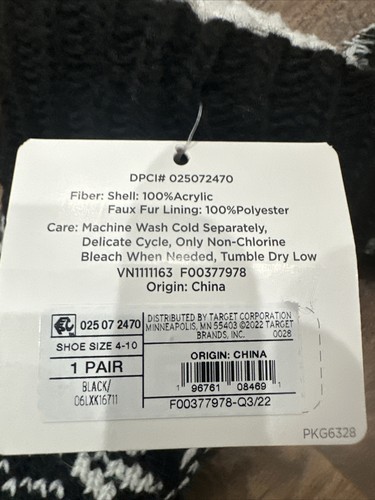 DPCI# 025072470
Fiber: Shell: 100%Acrylic
Faux Fur Lining: 100%Polyester
Care: Machine Wash Cold Separately,
Delicate Cycle, Only Non-Chlorine
Bleach When Needed, Tumble Dry Low
VN1111163 F00377978
Origin: China
025 07 2470
SHOE SIZE 4-10
1 PAIR
BLACK/
06LXK16711
DISTRIBUTED BY TARGET CORPORATION
MINNEAPOLIS, MN 55403 ©2022 TARGET
BRANDS, INC. 0028
ORIGIN: CHINA
1 96761 08469 1
F00377978-Q3/22
PKG6328